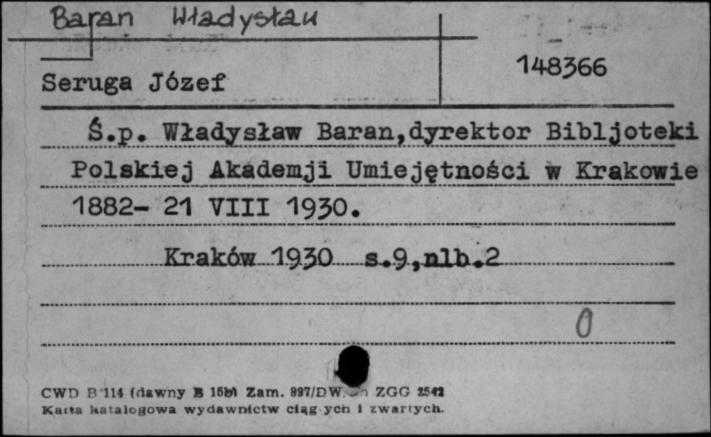 Baran Władysław
148366
Seruga Józef
Ś.p. Władysław Baran,dyrektor Bibljoteki
Polskiej Akademji Umiejętności w Krakowie
1882- 21 VIII 1930.
Kraków 1930 s.9,nlb.2
0
CWD B 114 (dawny B 15b) Zam. 897/DW. ZGG 2542
Karta katalogowa wydawnictw ciągłych i zwartych.